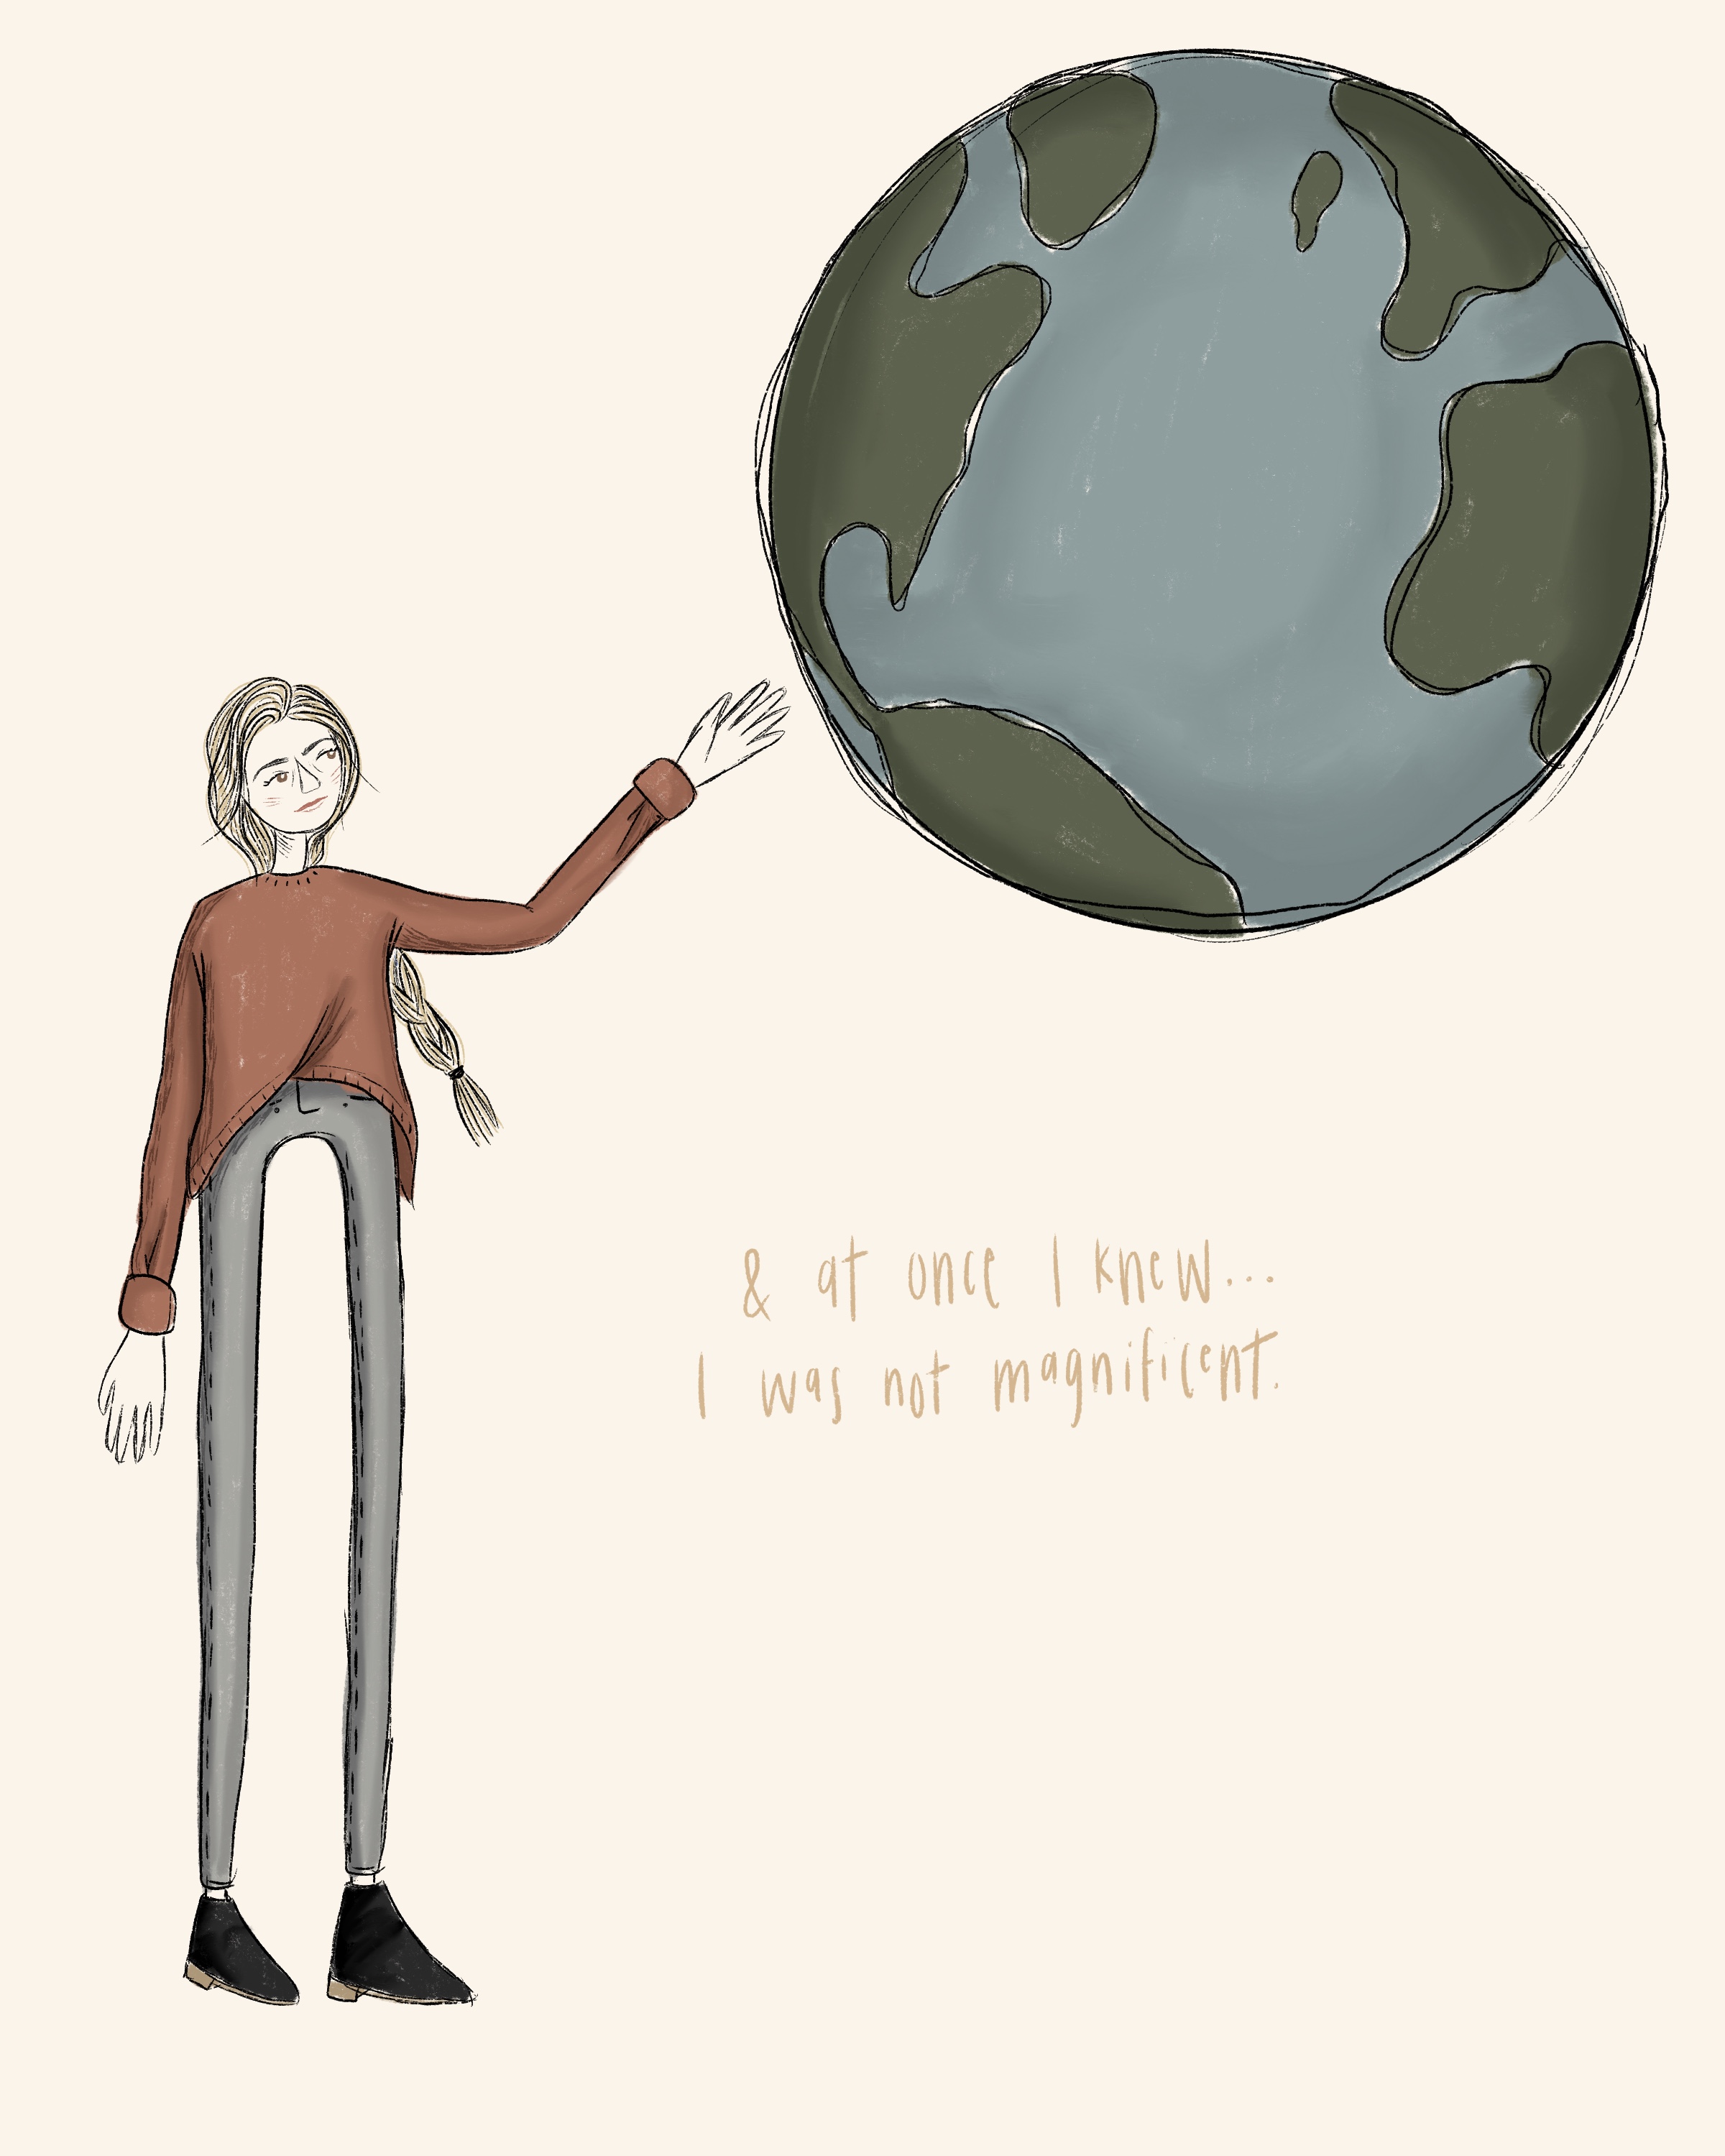 & at once I knew...
I was not magnificent.